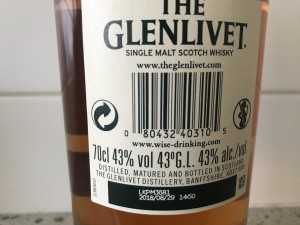 THE
GLENLIVET.
SINGLE MALT SCOTCH WHISKY
www.theglenlivet.com
0 80432 40310 5
www.wise-drinking.com
70cl 43% vol 43°G.L. 43% alc./vol.
DISTILLED, MATURED AND BOTTLED IN SCOTLAND
THE GLENLIVET DISTILLERY, BANFFSHIRE,
LKPM3681
2018/08/29 14:50